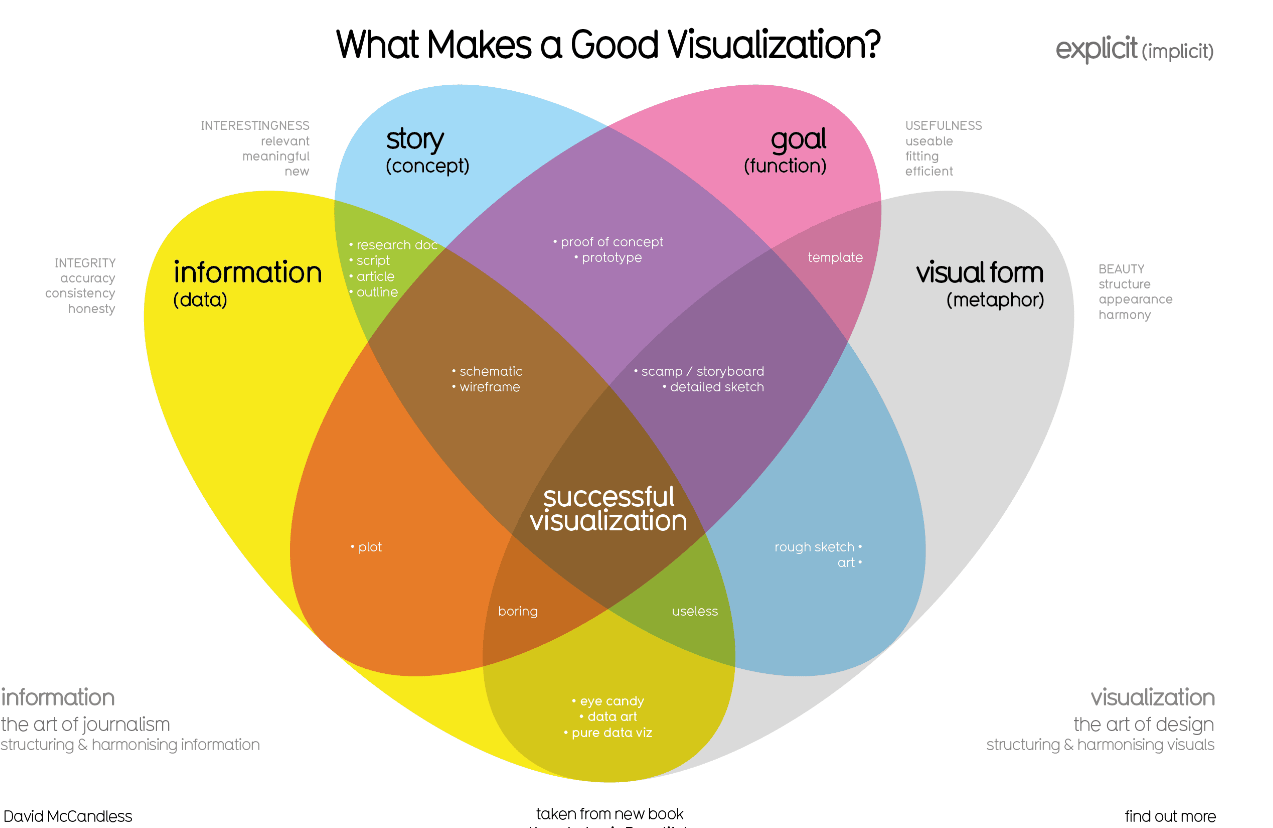 What Makes a Good Visualization?
explicit (implicit)
INTERESTINGNESS
relevant
meaningful
new
story
(concept)
goal
(function)
USEFULNESS
useable
fitting
efficient
INTEGRITY
accuracy
consistency
honesty
information
(data)
• research doc
• script
• article
• outline
• proof of concept
• prototype
template
visual form
(metaphor)
BEAUTY
structure
appearance
harmony
• schematic
• wireframe
• scamp / storyboard
• detailed sketch
successful
visualization
• plot
rough sketch •
art •
boring
useless
• eye candy
• data art
• pure data viz
information
the art of journalism
structuring & harmonising information
visualization
the art of design
structuring & harmonising visuals
David McCandless
taken from new book
find out more